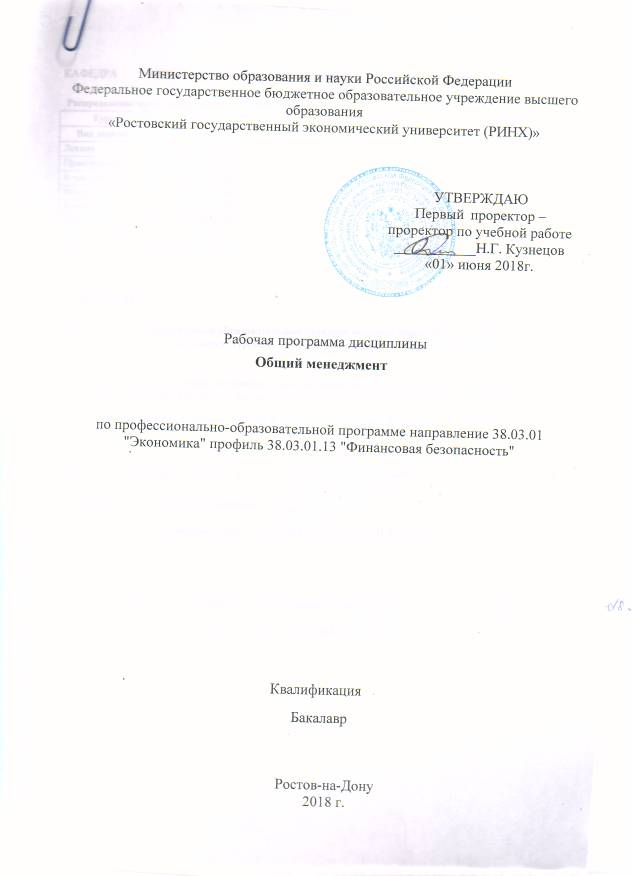 Министерство образования и науки Российской Федерации
Федеральное государственное бюджетное образовательное учреждение высшего
образования
«Ростовский государственный экономический университет (РИНХ)»
УТВЕРЖДАЮ
Первый проректор –
проректор по учебной работе
Н.Г. Кузнецов
«01» июня 2018г.
Рабочая программа дисциплины
Общий менеджмент
по профессионально-образовательной программе направление 38.03.01
"Экономика" профиль 38.03.01.13 "Финансовая безопасность"
Квалификация
Бакалавр
Ростов-на-Дону
2018 г.